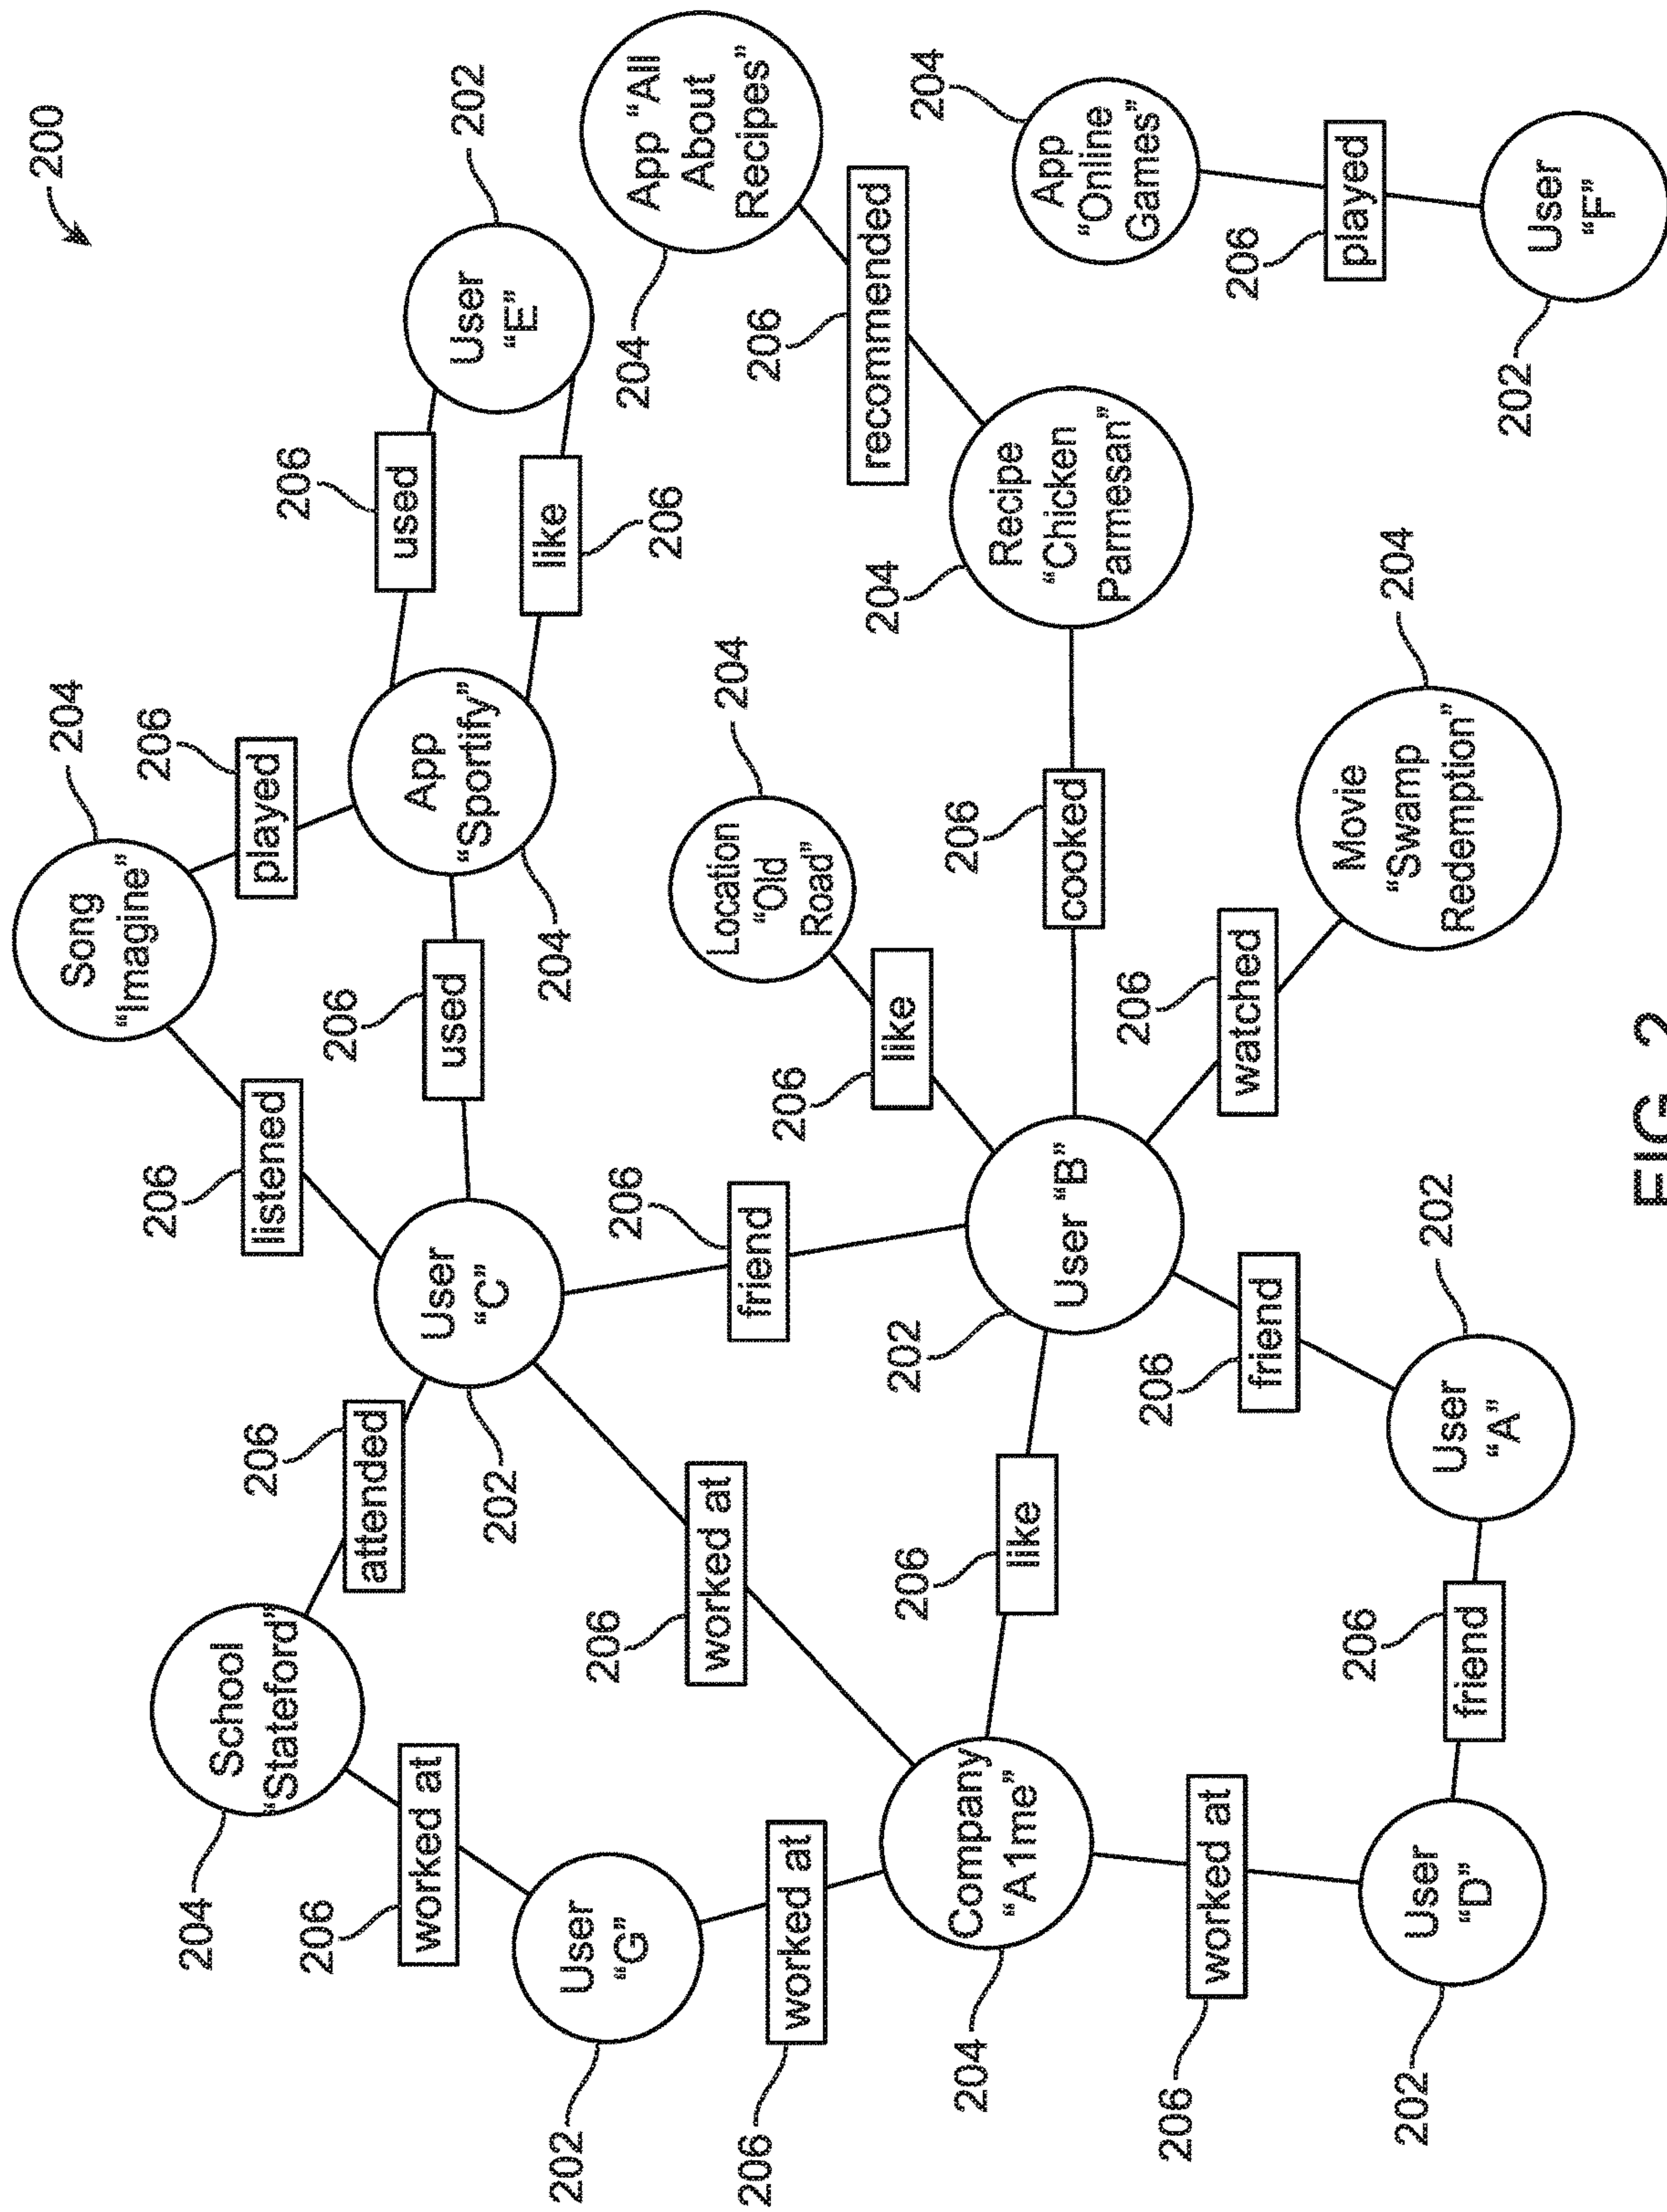 200
204
Song
“Imagine”
206
played
206
listened
204
School
“Stateford”
206
attended
206
used
206
used
User
“E”
202
206
like
App
“Sportify”
204
User
“C”
202
206
worked at
User
“G”
202
204
App “All
About
Recipes”
206
recommended
204
Location
“Old
Road”
206
friend
206
worked at
206
worked at
206
like
204
Recipe
“Chicken
Parmesan”
206
cooked
202
User “B”
206
like
Company
“A1me”
204
204
App
“Online
Games”
206
played
User
“F”
202
204
Movie
“Swamp
Redemption”
206
watched
206
friend
206
worked at
202
User
“A”
206
friend
User
“D”
202
FIG. 2